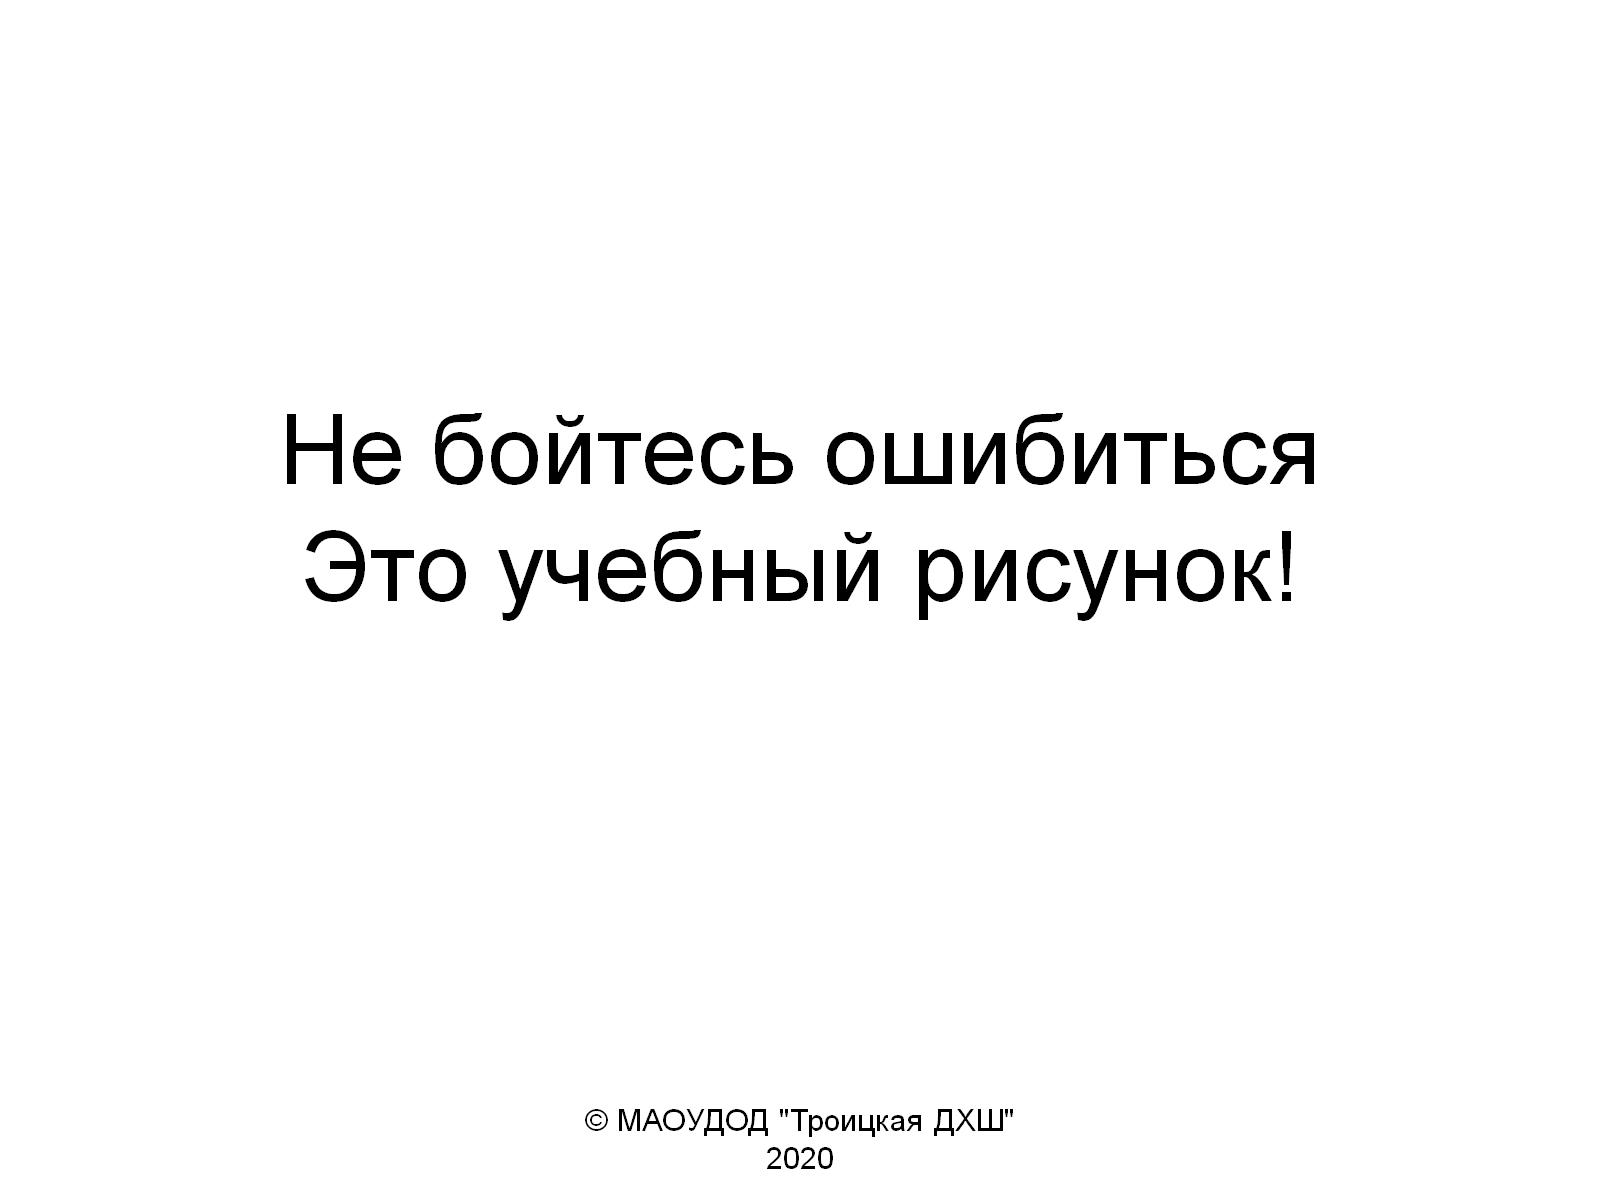 Не бойтесь ошибиться
Это учебный рисунок!
© МАОУДОД "Троицкая ДХШ"
2020